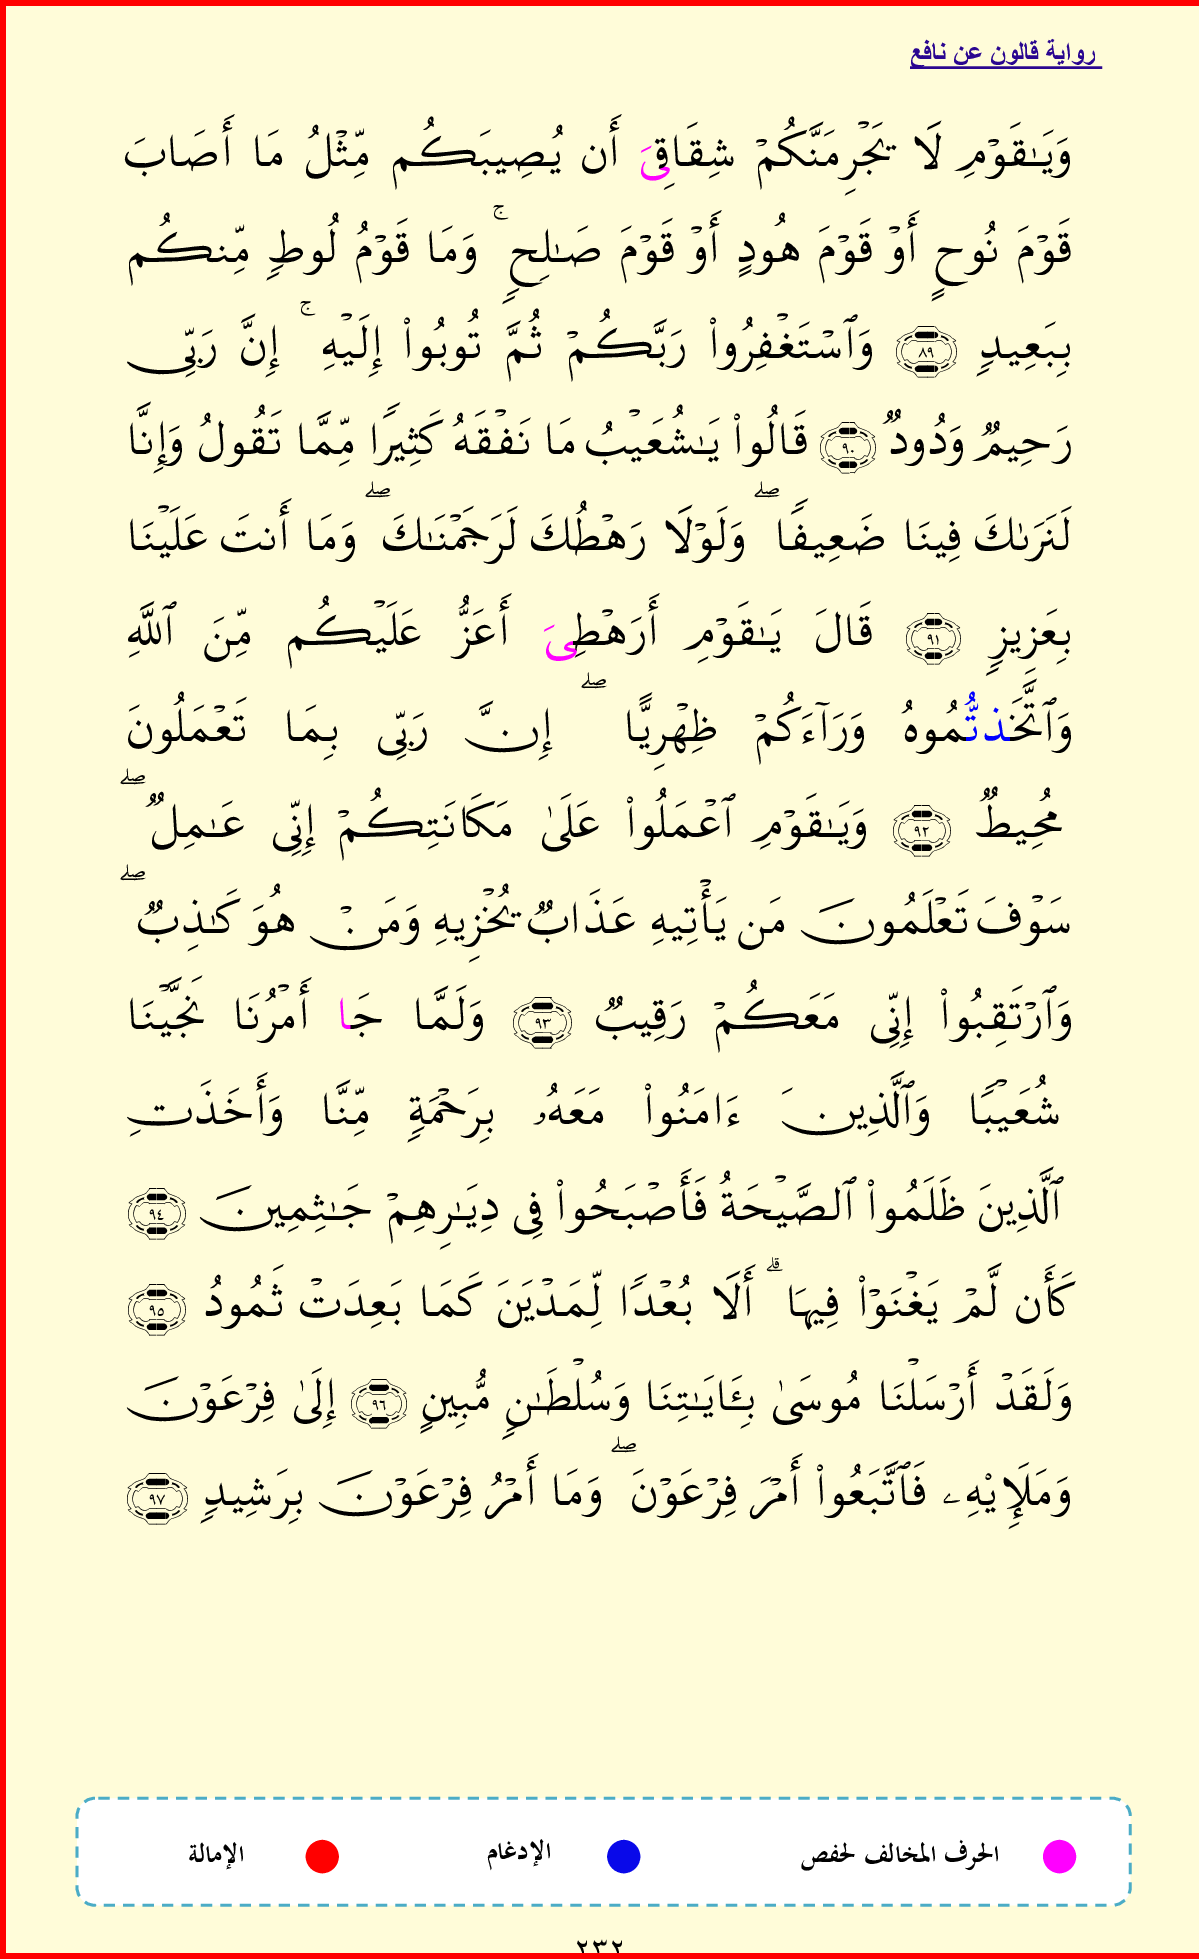 رواية قالون عن نافع
وَيَٰقَوْمِ لَا يَجْرِمَنَّكُمْ شِقَاقِىَ أَن يُصِيبَكُم مِّثْلُ مَا أَصَابَ
قَوْمَ نُوحٍ أَوْ قَوْمَ هُودٍ أَوْ قَوْمَ صَٰلِحٍ ۚ وَمَا قَوْمُ لُوطٍ مِّنكُم
بِبَعِيدٍ ٨٩ وَٱسْتَغْفِرُوا۟ رَبَّكُمْ ثُمَّ تُوبُوا۟ إِلَيْهِ ۚ إِنَّ رَبِّى
رَحِيمٌ وَدُودٌ ٩٠ قَالُوا۟ يَٰشُعَيْبُ مَا نَفْقَهُ كَثِيرًا مِّمَّا تَقُولُ وَإِنَّا
لَنَرَىٰكَ فِينَا ضَعِيفًا ۖ وَلَوْلَا رَهْطُكَ لَرَجَمْنَٰكَ ۖ وَمَا أَنتَ عَلَيْنَا
بِعَزِيزٍ ٩١ قَالَ يَٰقَوْمِ أَرَهْطِىَ أَعَزُّ عَلَيْكُم مِّنَ ٱللَّهِ
وَٱتَّخَذتُّمُوهُ وَرَآءَكُمْ ظِهْرِيًّا ۖ إِنَّ رَبِّى بِمَا تَعْمَلُونَ
مُحِيطٌ ٩٢ وَيَٰقَوْمِ ٱعْمَلُوا۟ عَلَىٰ مَكَانَتِكُمْ إِنِّى عَٰمِلٌ ۖ
سَوْفَ تَعْلَمُونَ مَن يَأْتِيهِ عَذَابٌ يُخْزِيهِ وَمَنْ هُوَ كَٰذِبٌ ۖ
وَٱرْتَقِبُوا۟ إِنِّى مَعَكُمْ رَقِيبٌ ٩٣ وَلَمَّا جَا أَمْرُنَا نَجَّيْنَا
شُعَيْبًا وَٱلَّذِينَ ءَامَنُوا۟ مَعَهُۥ بِرَحْمَةٍ مِّنَّا وَأَخَذَتِ
ٱلَّذِينَ ظَلَمُوا۟ ٱلصَّيْحَةُ فَأَصْبَحُوا۟ فِى دِيَٰرِهِمْ جَٰثِمِينَ ٩٤
كَأَن لَّمْ يَغْنَوْا۟ فِيهَا ۗ أَلَا بُعْدًا لِّمَدْيَنَ كَمَا بَعِدَتْ ثَمُودُ ٩٥
وَلَقَدْ أَرْسَلْنَا مُوسَىٰ بِـَٔايَٰتِنَا وَسُلْطَٰنٍ مُّبِينٍ ٩٦ إِلَىٰ فِرْعَوْنَ
وَمَلَإِيْهِۦ فَٱتَّبَعُوا۟ أَمْرَ فِرْعَوْنَ ۖ وَمَا أَمْرُ فِرْعَوْنَ بِرَشِيدٍ ٩٧
الحرف المخالف لحفص الإدغام الإمالة
٢٣٢